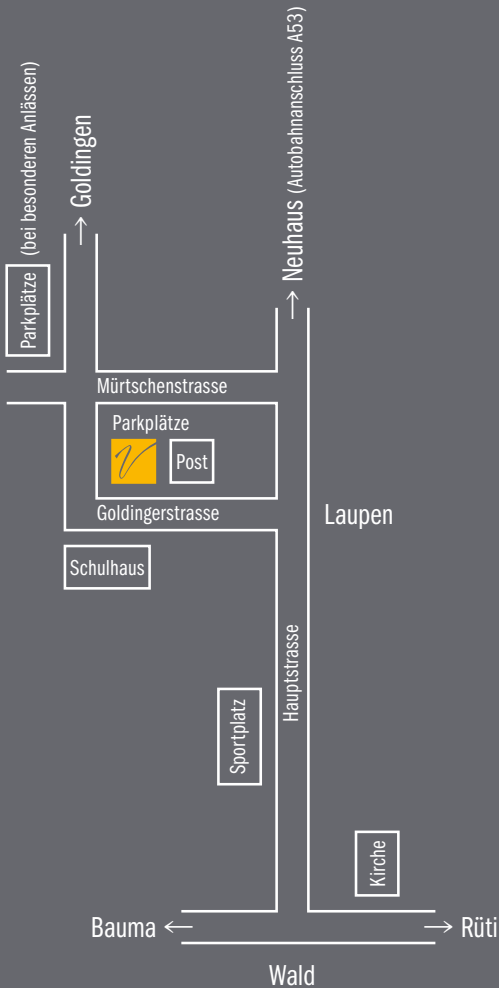 Parkplätze (bei besonderen Anlässen)
→ Goldingen
→ Neuhaus (Autobahnanschluss A53)
Mürtschenstrasse
Parkplätze
V
Post
Goldingerstrasse
Laupen
Schulhaus
Hauptstrasse
Sportplatz
Kirche
Bauma ←
→ Rüti
Wald